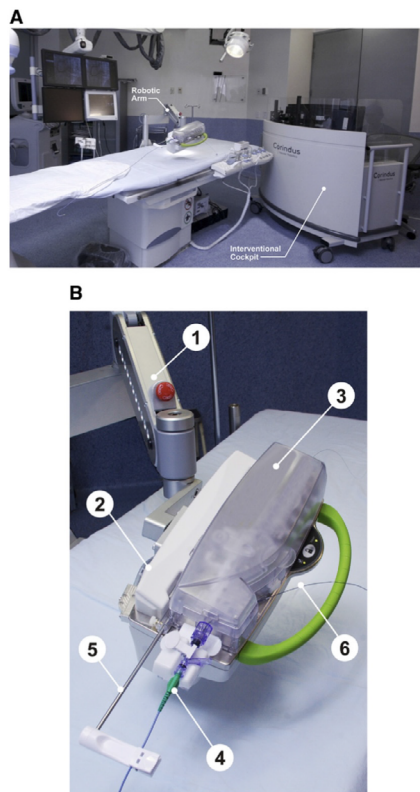 A
Robotic
Arm
Corindus
Corindus
Interventional
Cockpit
B
1
3
2
5
6
4